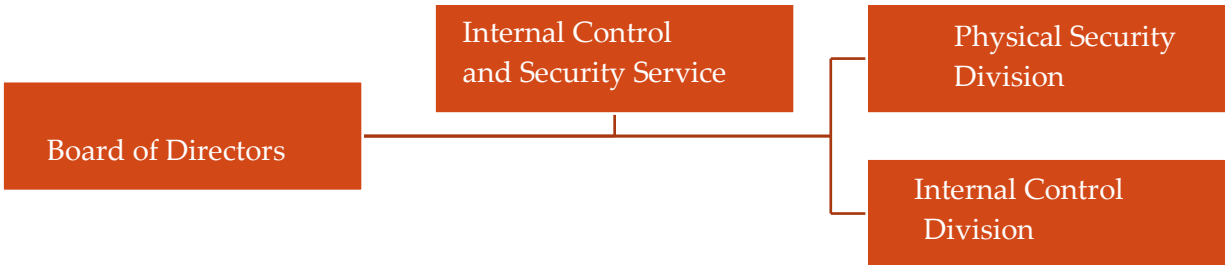 Board of Directors
Internal Control
and Security Service
Physical Security
Division
Internal Control
Division